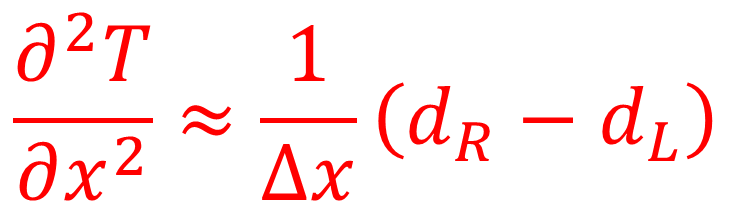 ∂²T/∂x² ≈ 1/Δx (d_R − d_L)